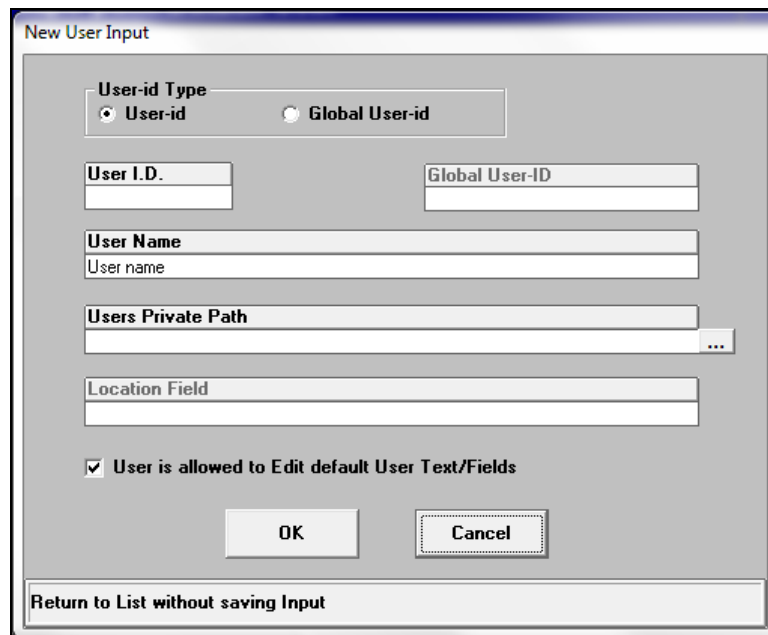 New User Input
User-id Type
User-id Global User-id
User I.D. Global User-ID
User Name
User name
Users Private Path
...
Location Field
User is allowed to Edit default User Text/Fields
OK Cancel
Return to List without saving Input